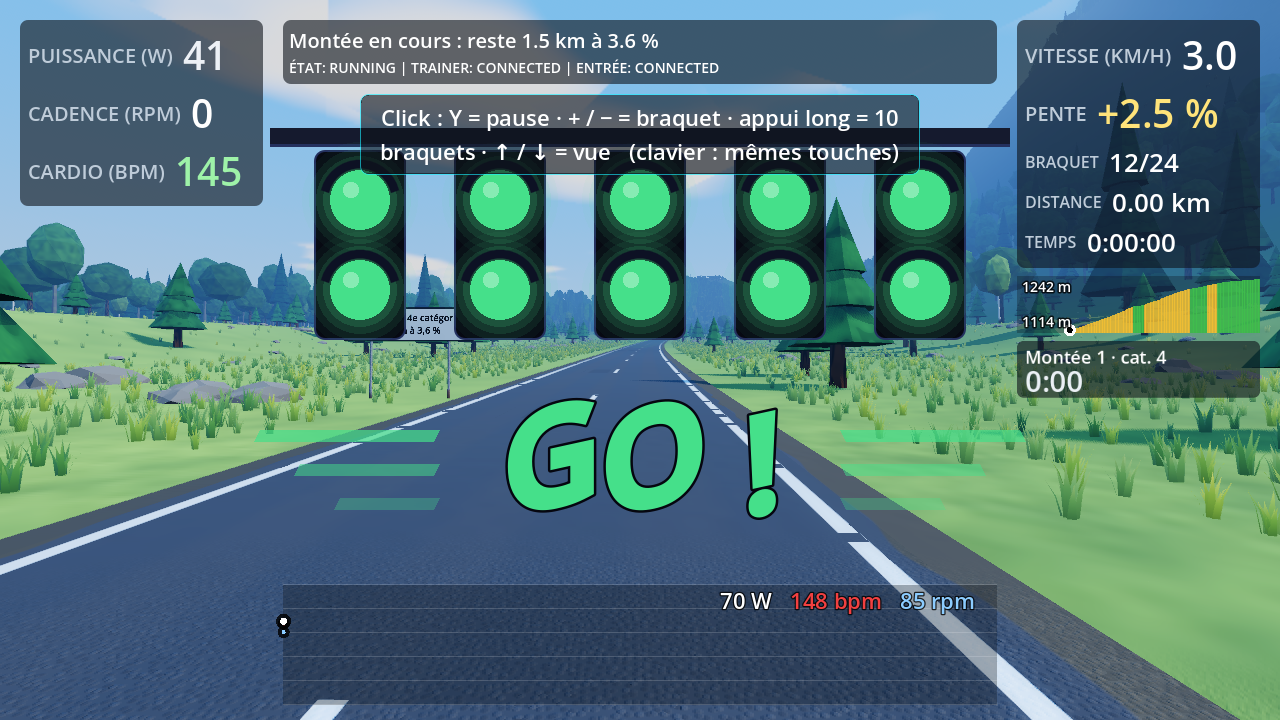 PUISSANCE (W) 41
CADENCE (RPM) 0
CARDIO (BPM) 145
Montée en cours : reste 1.5 km à 3.6 %
ÉTAT: RUNNING | TRAINER: CONNECTED | ENTRÉE: CONNECTED
Click : Y = pause · + / − = braquet · appui long = 10
braquets · ↑ / ↓ = vue (clavier : mêmes touches)
VITESSE (KM/H) 3.0
PENTE +2.5 %
BRAQUET 12/24
DISTANCE 0.00 km
TEMPS 0:00:00
1242 m
1114 m
Montée 1 · cat. 4
0:00
4e catégor
à 3,6 %
GO !
70 W 148 bpm 85 rpm